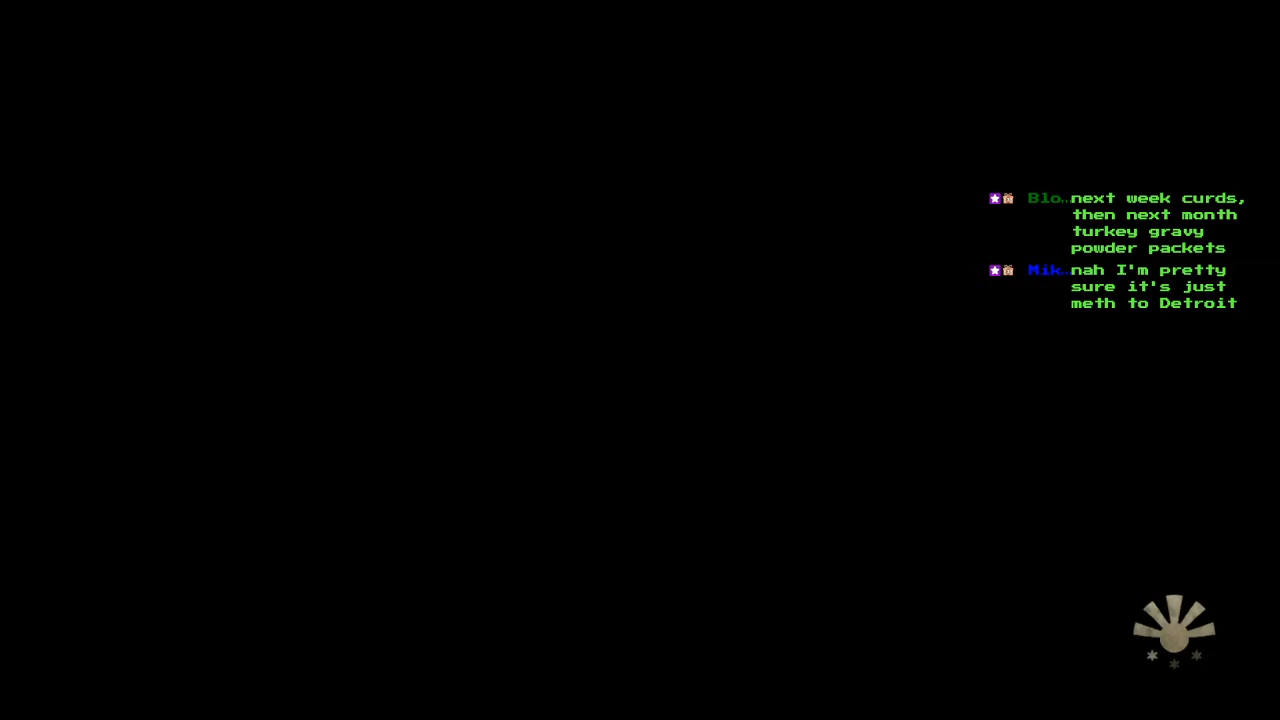 Blo… next week curds,
then next month
turkey gravy
powder packets
Mik… nah I'm pretty
sure it's just
meth to Detroit